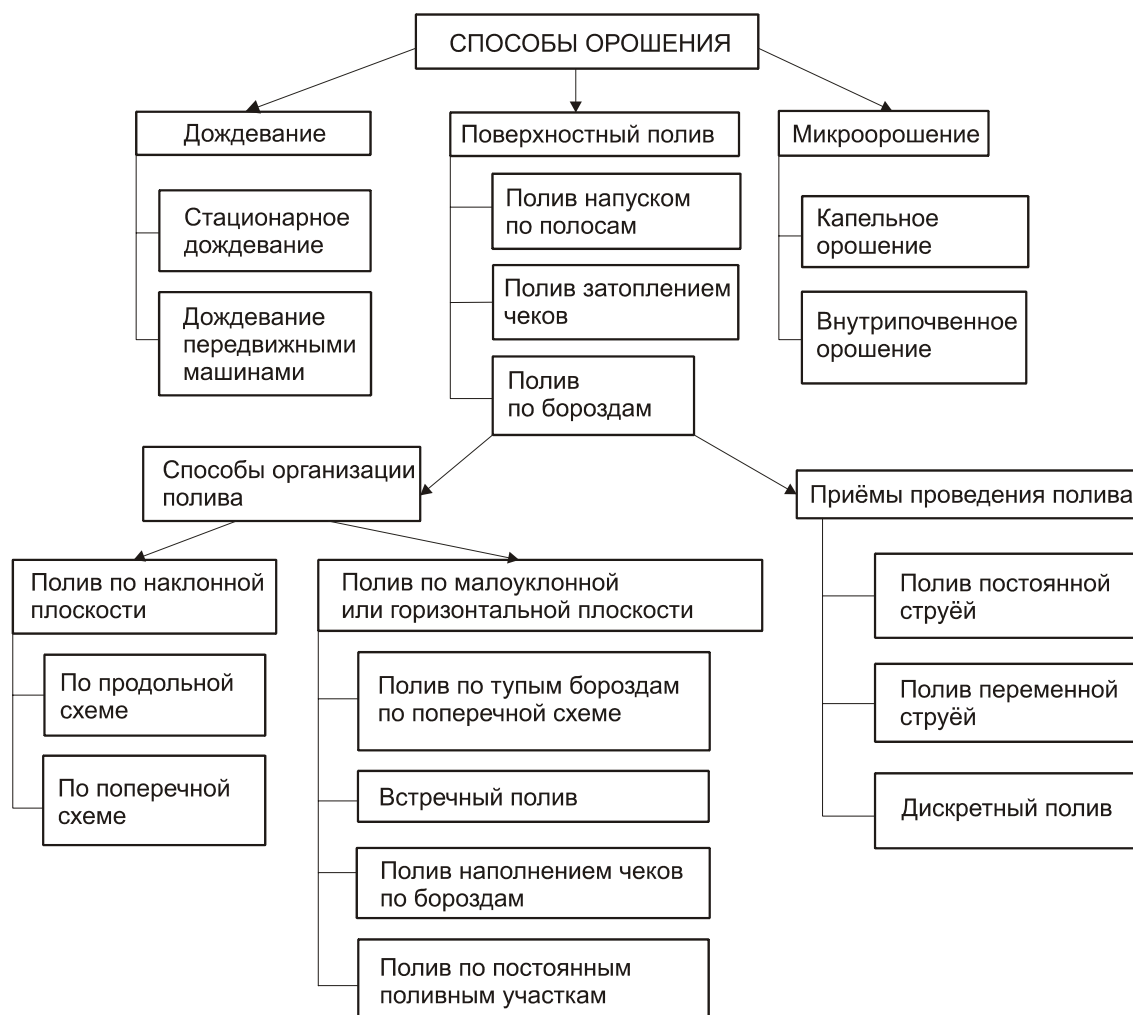 СПОСОБЫ ОРОШЕНИЯ
Дождевание
Поверхностный полив
Микроорошение
Стационарное
дождевание
Дождевание
передвижными
машинами
Полив напуском
по полосам
Полив затоплением
чеков
Полив
по бороздам
Капельное
орошение
Внутрипочвенное
орошение
Способы организации
полива
Приёмы проведения полива
Полив по наклонной
плоскости
По продольной
схеме
По поперечной
схеме
Полив по малоуклонной
или горизонтальной плоскости
Полив по тупым бороздам
по поперечной схеме
Встречный полив
Полив наполнением чеков
по бороздам
Полив по постоянным
поливным участкам
Полив постоянной
струёй
Полив переменной
струёй
Дискретный полив